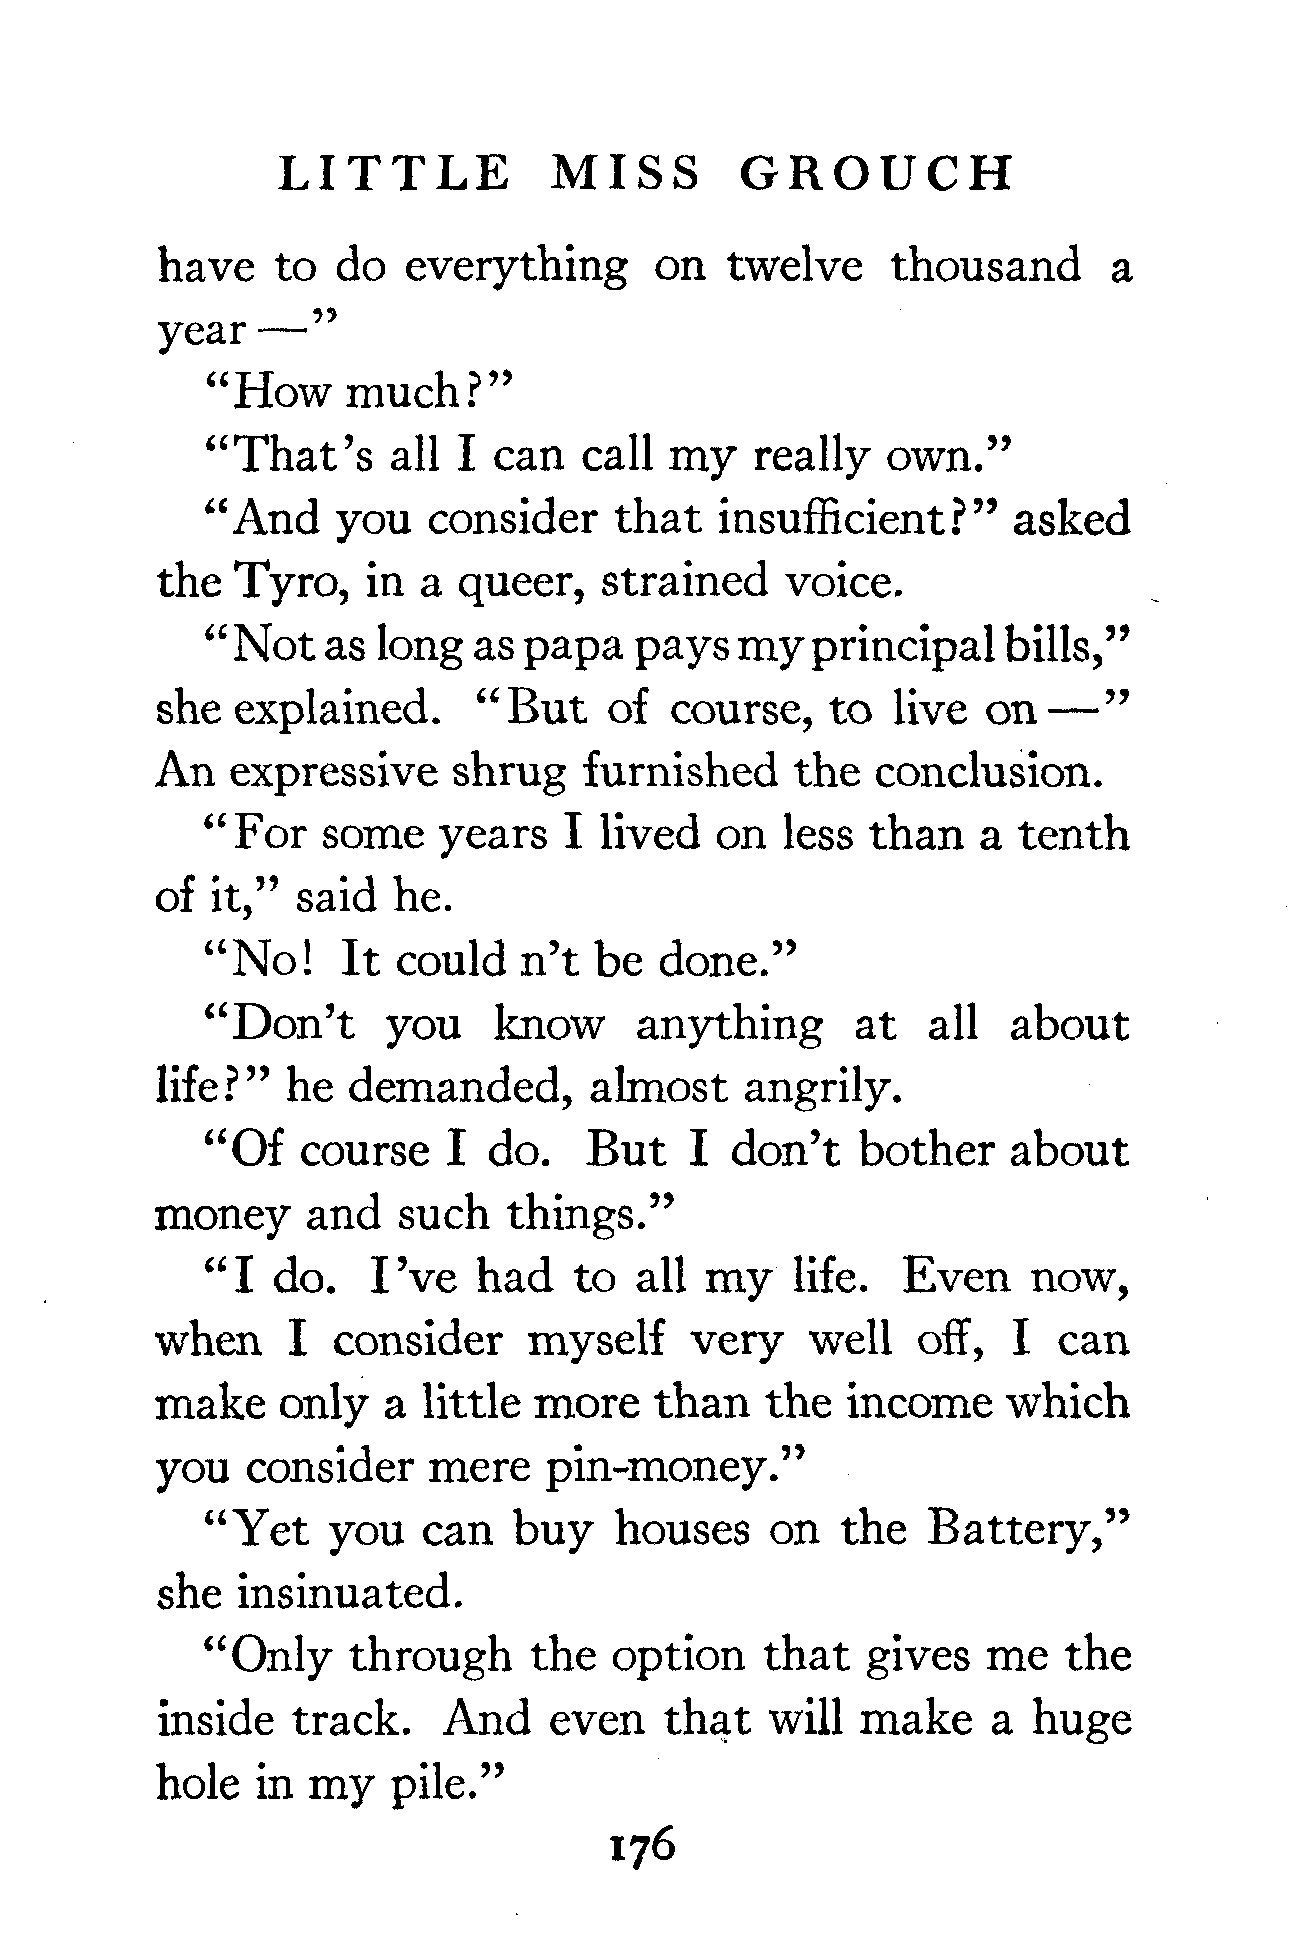 LITTLE MISS GROUCH
have to do everything on twelve thousand a
year —”
“How much?”
“That’s all I can call my really own.”
“And you consider that insufficient?” asked
the Tyro, in a queer, strained voice.
“Not as long as papa pays my principal bills,”
she explained. “But of course, to live on —”
An expressive shrug furnished the conclusion.
“For some years I lived on less than a tenth
of it,” said he.
“No! It could n’t be done.”
“Don’t you know anything at all about
life?” he demanded, almost angrily.
“Of course I do. But I don’t bother about
money and such things.”
“I do. I’ve had to all my life. Even now,
when I consider myself very well off, I can
make only a little more than the income which
you consider mere pin-money.”
“Yet you can buy houses on the Battery,”
she insinuated.
“Only through the option that gives me the
inside track. And even that will make a huge
hole in my pile.”
176